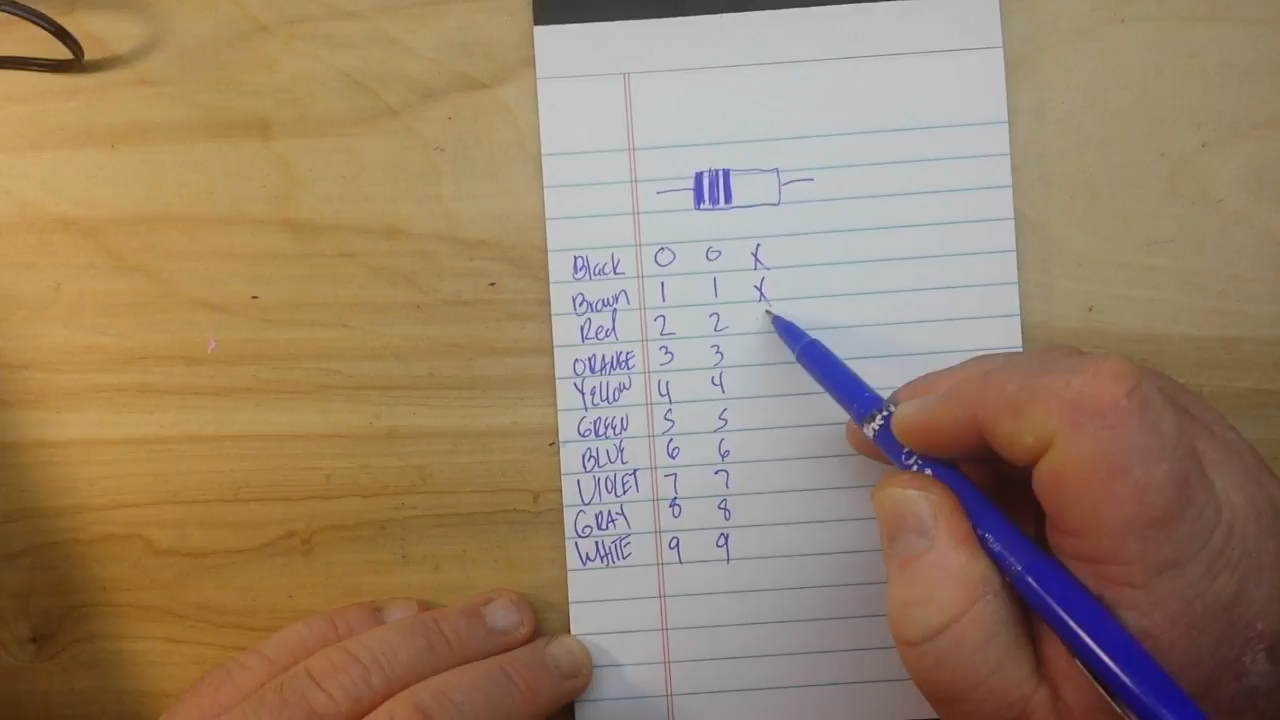 Black 0 0 X
Brown 1 1 X
Red 2 2
ORANGE 3 3
Yellow 4 4
GREEN 5 5
BLUE 6 6
VIOLET 7 7
GRAY 8 8
WHITE 9 9